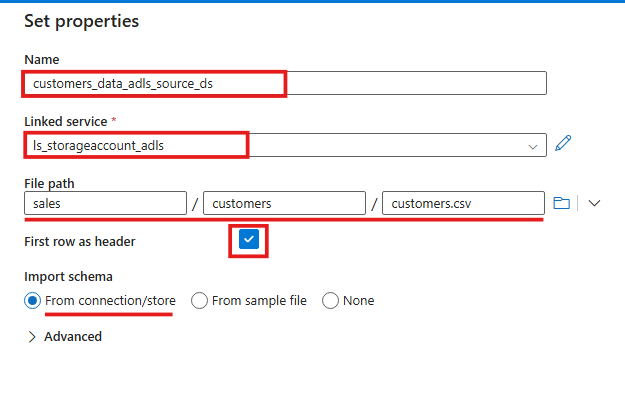 Set properties
Name
customers_data_adls_source_ds
Linked service *
ls_storageaccount_adls
File path
sales / customers / customers.csv
First row as header
Import schema
From connection/store From sample file None
Advanced